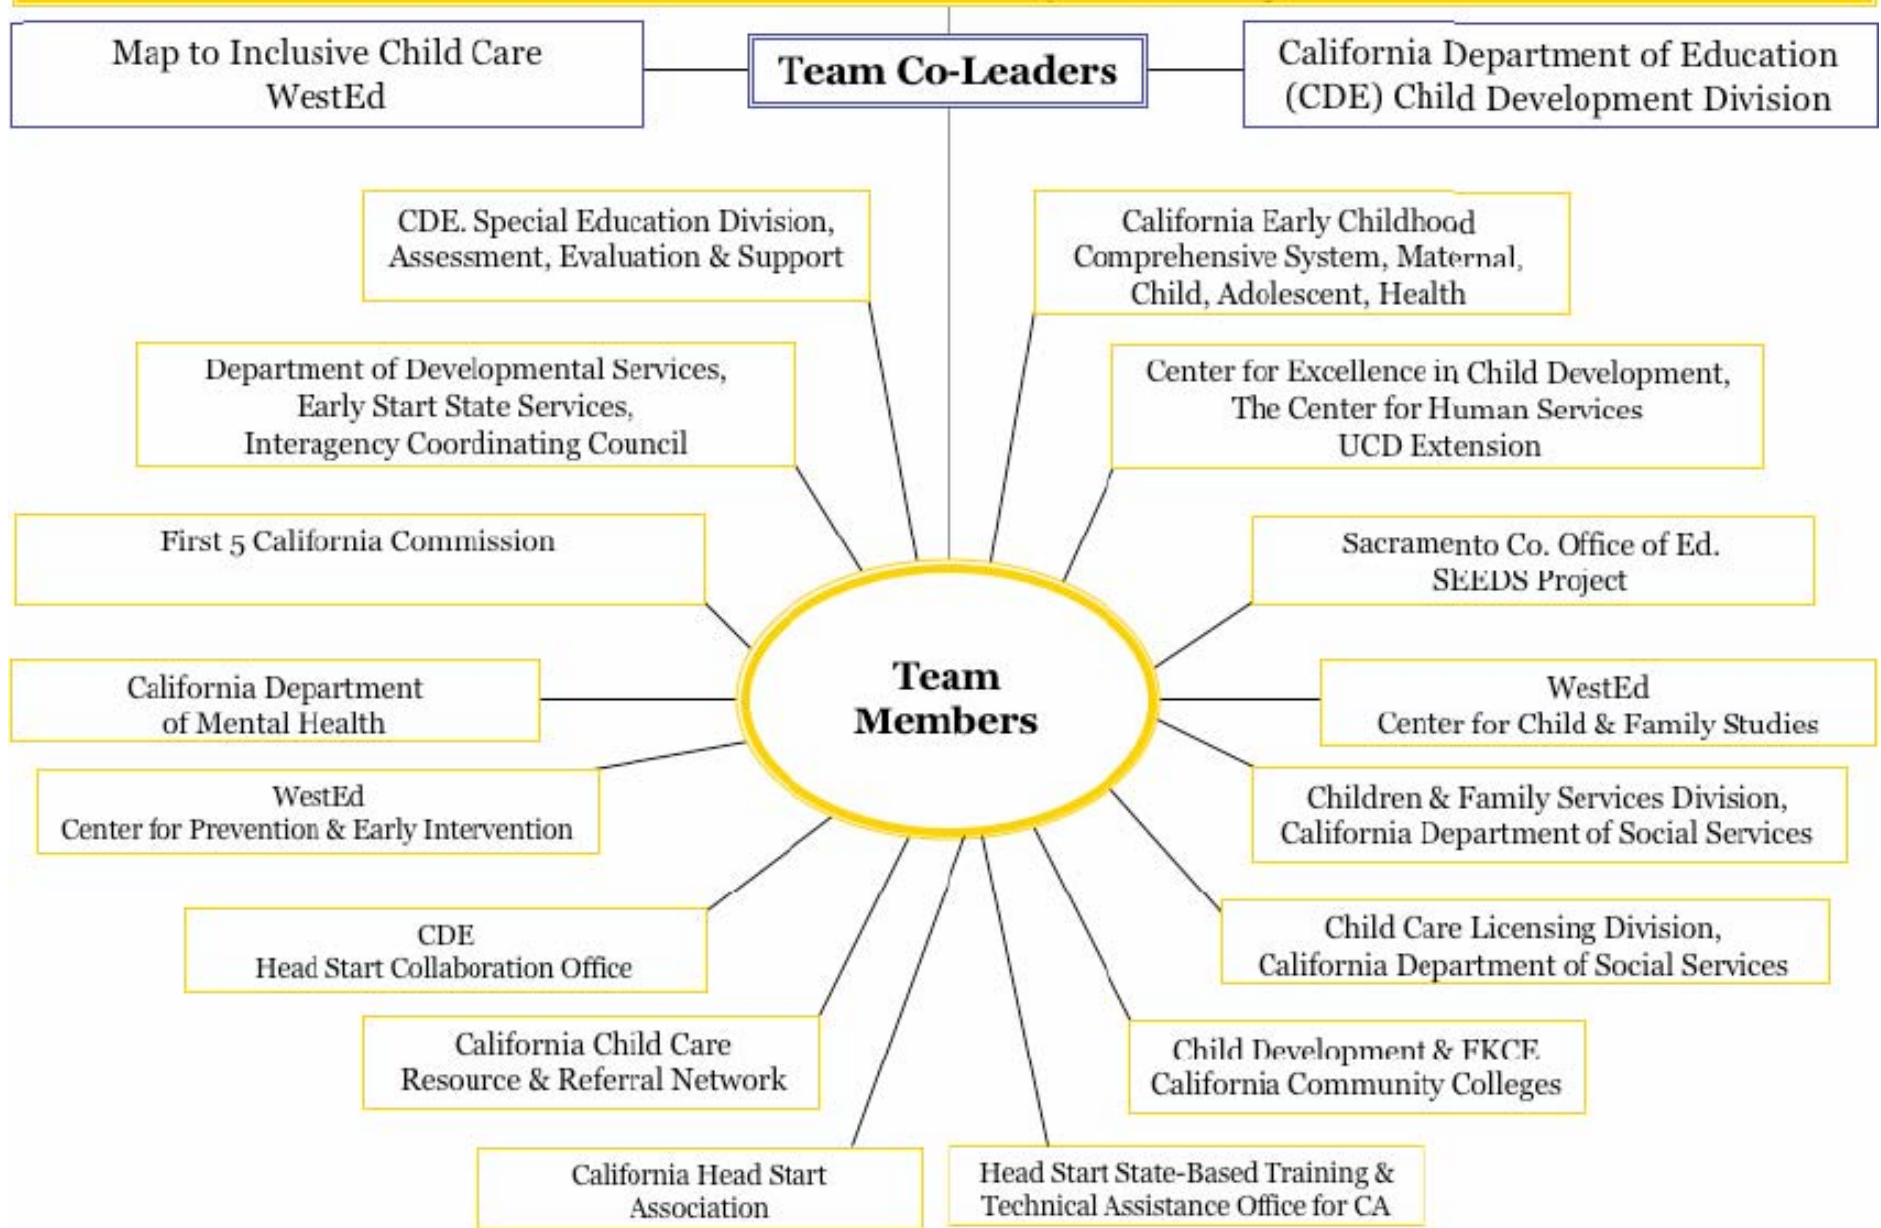 Map to Inclusive Child Care
WestEd
Team Co-Leaders
California Department of Education
(CDE) Child Development Division
CDE. Special Education Division,
Assessment, Evaluation & Support
California Early Childhood
Comprehensive System, Maternal,
Child, Adolescent, Health
Department of Developmental Services,
Early Start State Services,
Interagency Coordinating Council
Center for Excellence in Child Development,
The Center for Human Services
UCD Extension
First 5 California Commission
Sacramento Co. Office of Ed.
SEEDS Project
Team
Members
California Department
of Mental Health
WestEd
Center for Child & Family Studies
WestEd
Center for Prevention & Early Intervention
Children & Family Services Division,
California Department of Social Services
CDE
Head Start Collaboration Office
Child Care Licensing Division,
California Department of Social Services
California Child Care
Resource & Referral Network
Child Development & FKCE
California Community Colleges
California Head Start
Association
Head Start State-Based Training &
Technical Assistance Office for CA